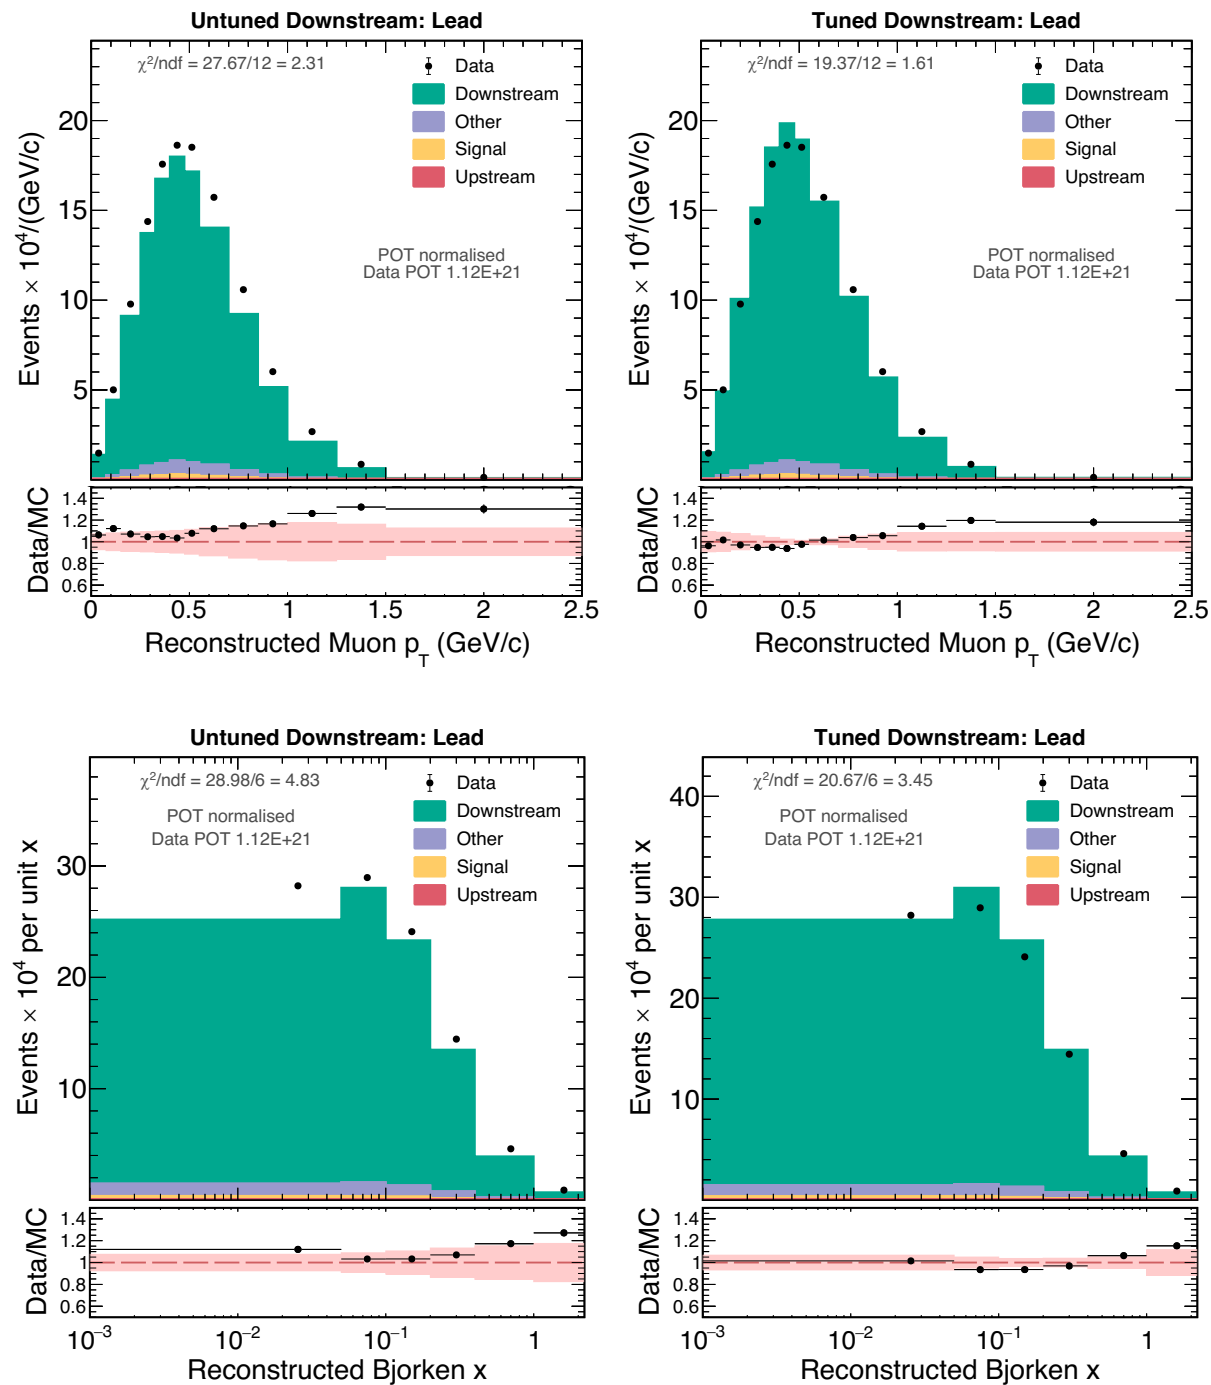 Untuned Downstream: Lead
χ²/ndf = 27.67/12 = 2.31
Data
Downstream
Other
Signal
Upstream
POT normalised
Data POT 1.12E+21
Events × 10⁴/(GeV/c)
20
15
10
5
Data/MC
1.4
1.2
1
0.8
0.6
0 0.5 1 1.5 2 2.5
Reconstructed Muon p_T (GeV/c)
Tuned Downstream: Lead
χ²/ndf = 19.37/12 = 1.61
Data
Downstream
Other
Signal
Upstream
POT normalised
Data POT 1.12E+21
Events × 10⁴/(GeV/c)
20
15
10
5
Data/MC
1.4
1.2
1
0.8
0.6
0 0.5 1 1.5 2 2.5
Reconstructed Muon p_T (GeV/c)
Untuned Downstream: Lead
χ²/ndf = 28.98/6 = 4.83
POT normalised
Data POT 1.12E+21
Data
Downstream
Other
Signal
Upstream
Events × 10⁴ per unit x
30
20
10
Data/MC
1.4
1.2
1
0.8
0.6
10⁻³ 10⁻² 10⁻¹ 1
Reconstructed Bjorken x
Tuned Downstream: Lead
χ²/ndf = 20.67/6 = 3.45
POT normalised
Data POT 1.12E+21
Data
Downstream
Other
Signal
Upstream
Events × 10⁴ per unit x
40
30
20
10
Data/MC
1.4
1.2
1
0.8
0.6
10⁻³ 10⁻² 10⁻¹ 1
Reconstructed Bjorken x